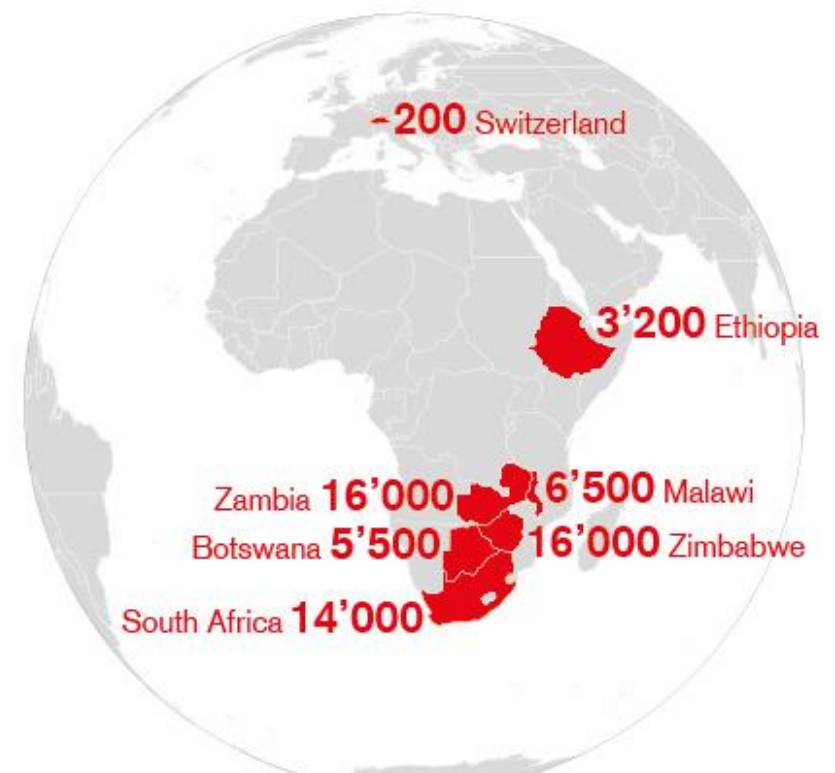 200 Switzerland
3’200 Ethiopia
Zambia 16’000
6’500 Malawi
Botswana 5’500
16’000 Zimbabwe
South Africa 14’000